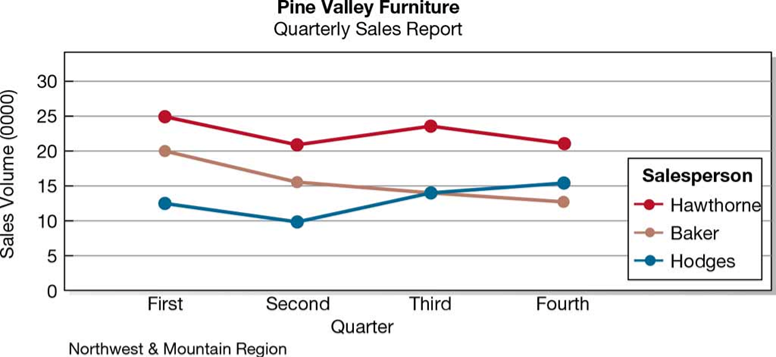 Pine Valley Furniture
Quarterly Sales Report
Sales Volume (0000)
30
25
20
15
10
5
0
First Second Third Fourth
Quarter
Salesperson
Hawthorne
Baker
Hodges
Northwest & Mountain Region